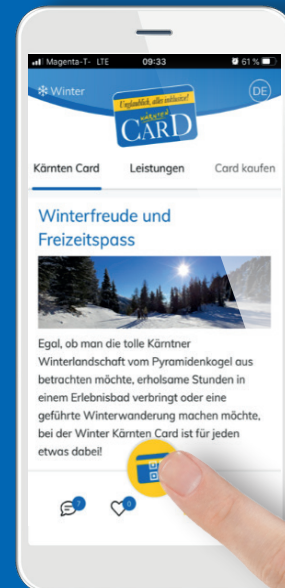 Magenta-T- LTE 09:33 61 %
Winter
DE
Unglaublich, alles inklusive!
kärnten
CARD
Kärnten Card Leistungen Card kaufen
Winterfreude und
Freizeitspass
Egal, ob man die tolle Kärntner
Winterlandschaft vom Pyramidenkogel aus
betrachten möchte, erholsame Stunden in
einem Erlebnisbad verbringt oder eine
geführte Winterwanderung machen möchte,
bei der Winter Kärnten Card ist für jeden
etwas dabei!
7 0